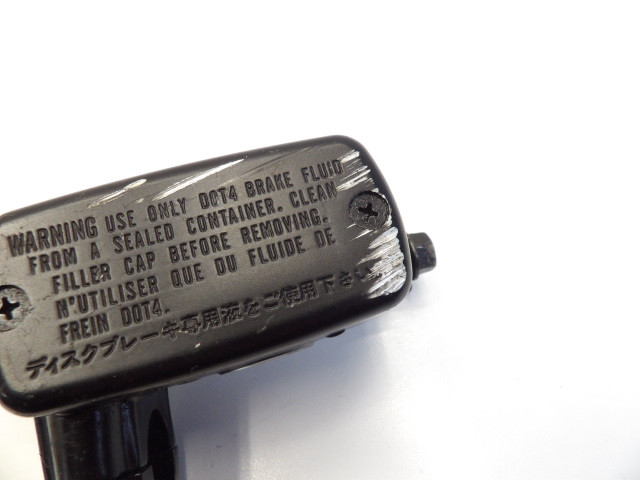 WARNING USE ONLY DOT4 BRAKE FLUID
FROM A SEALED CONTAINER. CLEAN
FILLER CAP BEFORE REMOVING.
N'UTILISER QUE DU FLUIDE DE
FREIN DOT4.
ディスクブレーキ専用液をご使用下さい